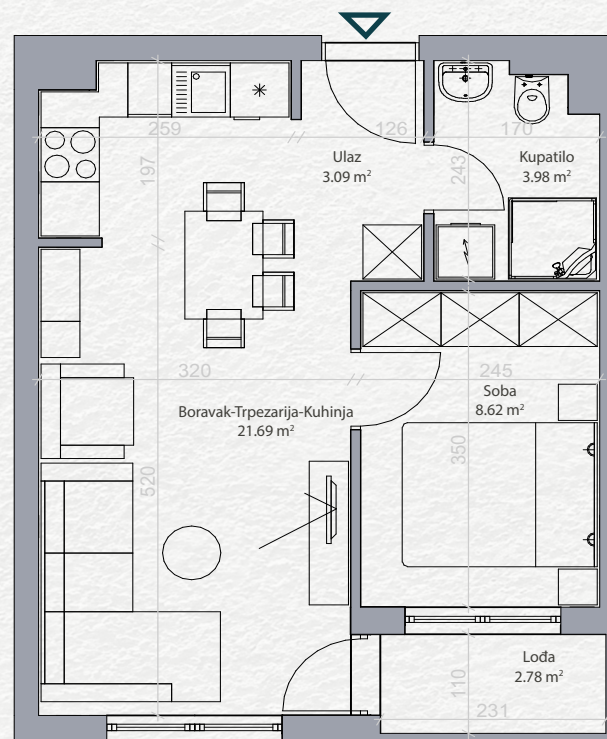 259
126
170
197
243
Ulaz
3.09 m²
Kupatilo
3.98 m²
320
245
Soba
8.62 m²
Boravak-Trpezarija-Kuhinja
21.69 m²
350
520
Lođa
2.78 m²
110
231